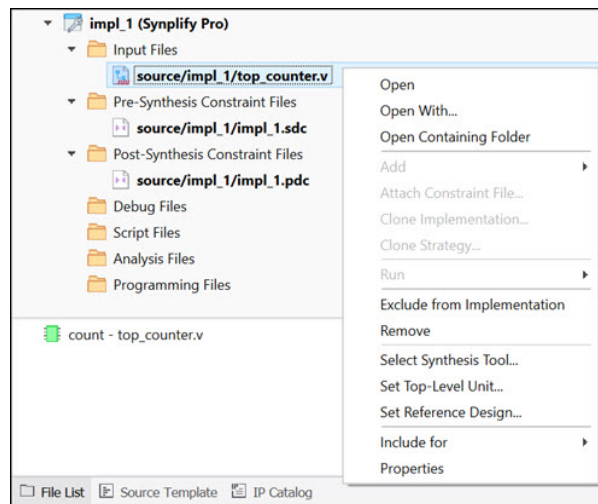 impl_1 (Synplify Pro)
Input Files
source/impl_1/top_counter.v
Pre-Synthesis Constraint Files
source/impl_1/impl_1.sdc
Post-Synthesis Constraint Files
source/impl_1/impl_1.pdc
Debug Files
Script Files
Analysis Files
Programming Files
count - top_counter.v
Open
Open With...
Open Containing Folder
Add
Attach Constraint File...
Clone Implementation...
Clone Strategy...
Run
Exclude from Implementation
Remove
Select Synthesis Tool...
Set Top-Level Unit...
Set Reference Design...
Include for
Properties
File List Source Template IP Catalog